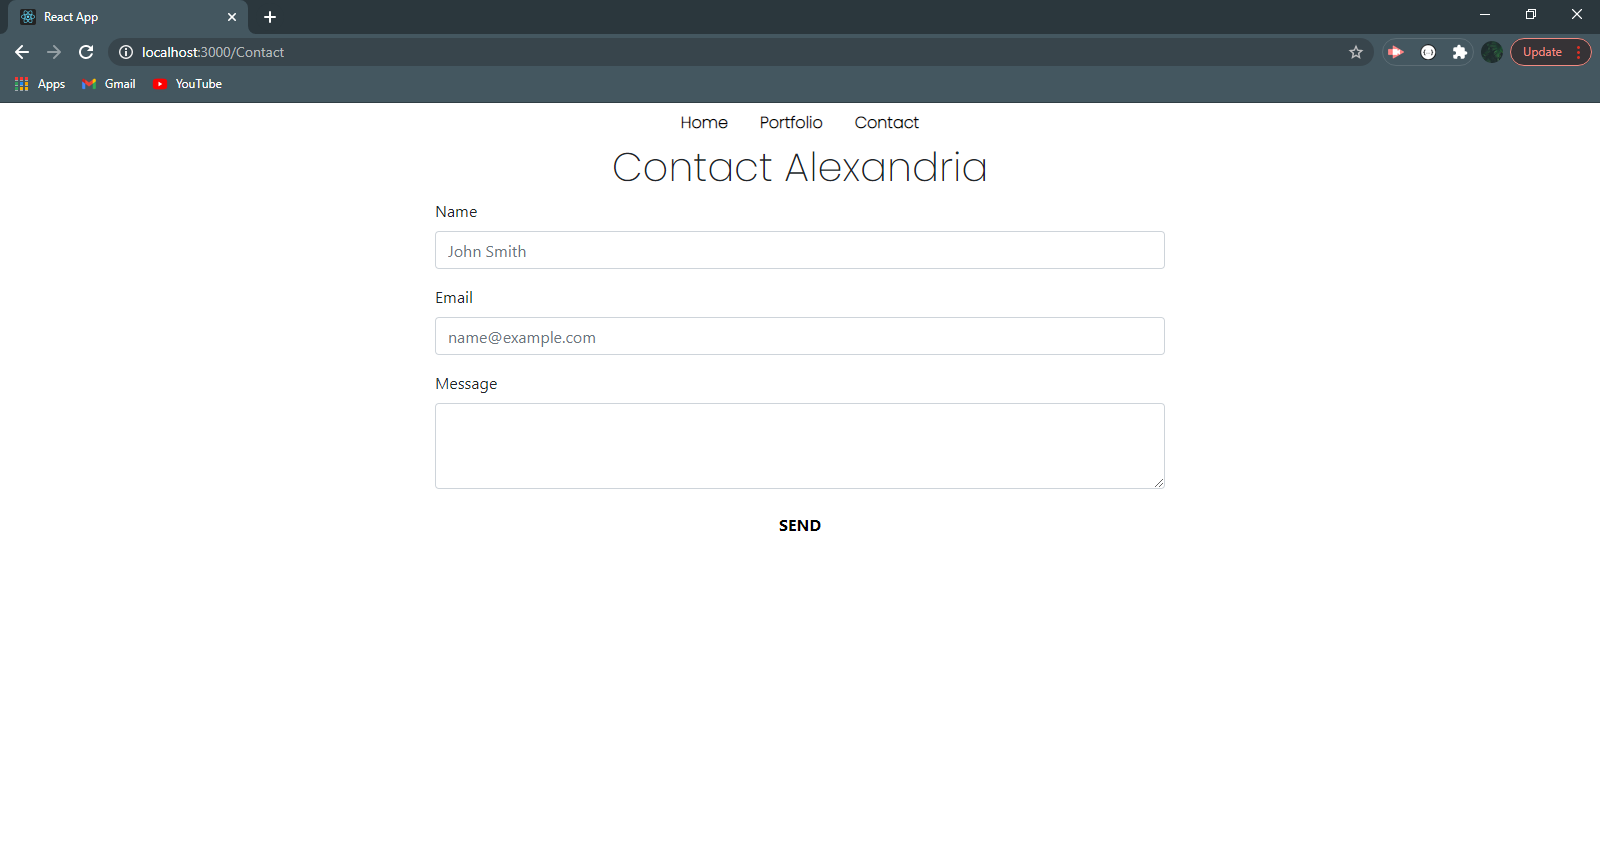 React App
localhost:3000/Contact
Update
Apps Gmail YouTube
Home Portfolio Contact
Contact Alexandria
Name
John Smith
Email
name@example.com
Message
SEND